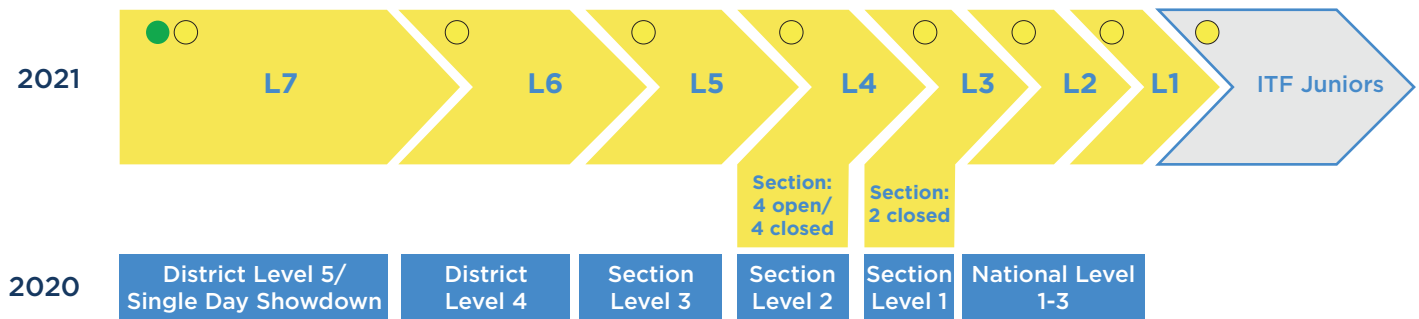 2021
L7
L6
L5
L4
L3
L2
L1
ITF Juniors
Section:
4 open/
4 closed
Section:
2 closed
2020
District Level 5/
Single Day Showdown
District
Level 4
Section
Level 3
Section
Level 2
Section
Level 1
National Level
1-3